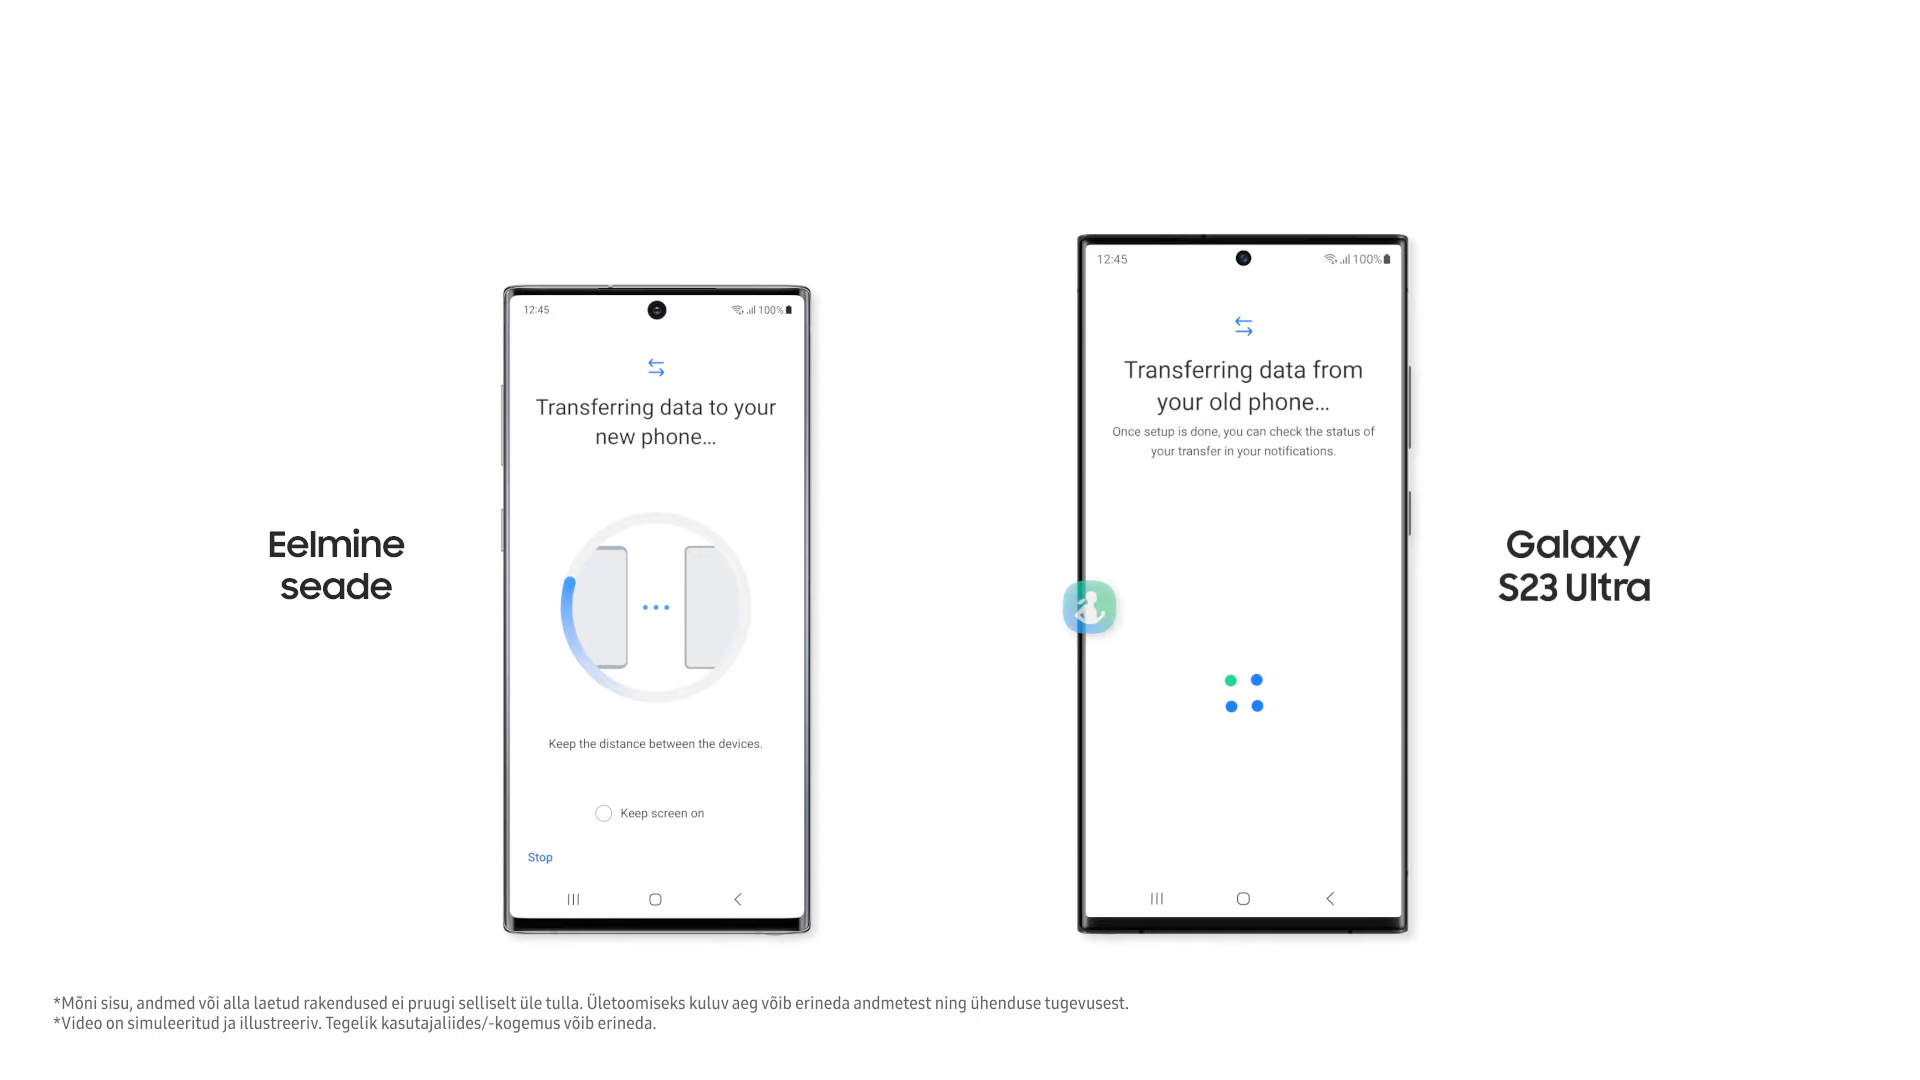 Eelmine
seade
12:45
100%
Transferring data to your
new phone...
Keep the distance between the devices.
Keep screen on
Stop
12:45
100%
Transferring data from
your old phone...
Once setup is done, you can check the status of
your transfer in your notifications.
Galaxy
S23 Ultra
*Mõni sisu, andmed või alla laetud rakendused ei pruugi selliselt üle tulla. Ületoomiseks kuluv aeg võib erineda andmetest ning ühenduse tugevusest.
*Video on simuleeritud ja illustreeriv. Tegelik kasutajaliides/-kogemus võib erineda.